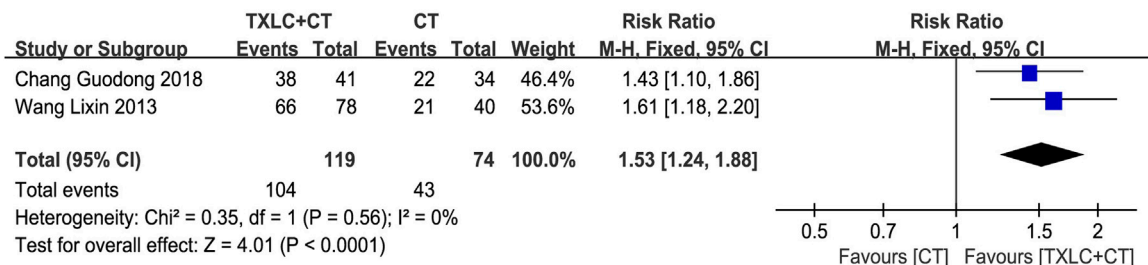 TXLC+CT CT Risk Ratio Risk Ratio
Study or Subgroup Events Total Events Total Weight M-H, Fixed, 95% CI M-H, Fixed, 95% CI
Chang Guodong 2018 38 41 22 34 46.4% 1.43 [1.10, 1.86]
Wang Lixin 2013 66 78 21 40 53.6% 1.61 [1.18, 2.20]
Total (95% CI) 119 74 100.0% 1.53 [1.24, 1.88]
Total events 104 43
Heterogeneity: Chi² = 0.35, df = 1 (P = 0.56); I² = 0%
Test for overall effect: Z = 4.01 (P < 0.0001)
0.5 0.7 1 1.5 2
Favours [CT] Favours [TXLC+CT]